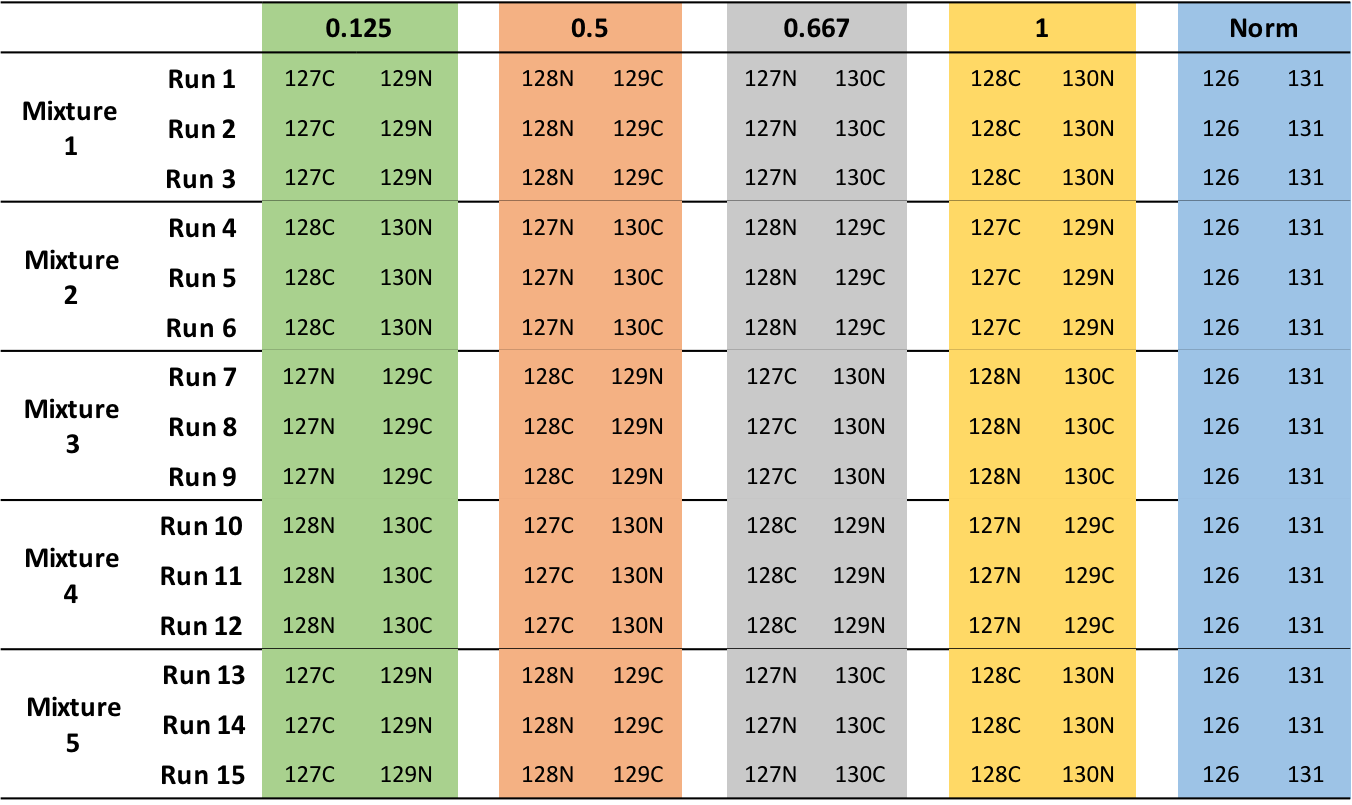 0.125 0.5 0.667 1 Norm
Run 1 127C 129N 128N 129C 127N 130C 128C 130N 126 131
Mixture
1
Run 2 127C 129N 128N 129C 127N 130C 128C 130N 126 131
Run 3 127C 129N 128N 129C 127N 130C 128C 130N 126 131
Run 4 128C 130N 127N 130C 128N 129C 127C 129N 126 131
Mixture
2
Run 5 128C 130N 127N 130C 128N 129C 127C 129N 126 131
Run 6 128C 130N 127N 130C 128N 129C 127C 129N 126 131
Run 7 127N 129C 128C 129N 127C 130N 128N 130C 126 131
Mixture
3
Run 8 127N 129C 128C 129N 127C 130N 128N 130C 126 131
Run 9 127N 129C 128C 129N 127C 130N 128N 130C 126 131
Run 10 128N 130C 127C 130N 128C 129N 127N 129C 126 131
Mixture
4
Run 11 128N 130C 127C 130N 128C 129N 127N 129C 126 131
Run 12 128N 130C 127C 130N 128C 129N 127N 129C 126 131
Run 13 127C 129N 128N 129C 127N 130C 128C 130N 126 131
Mixture
5
Run 14 127C 129N 128N 129C 127N 130C 128C 130N 126 131
Run 15 127C 129N 128N 129C 127N 130C 128C 130N 126 131